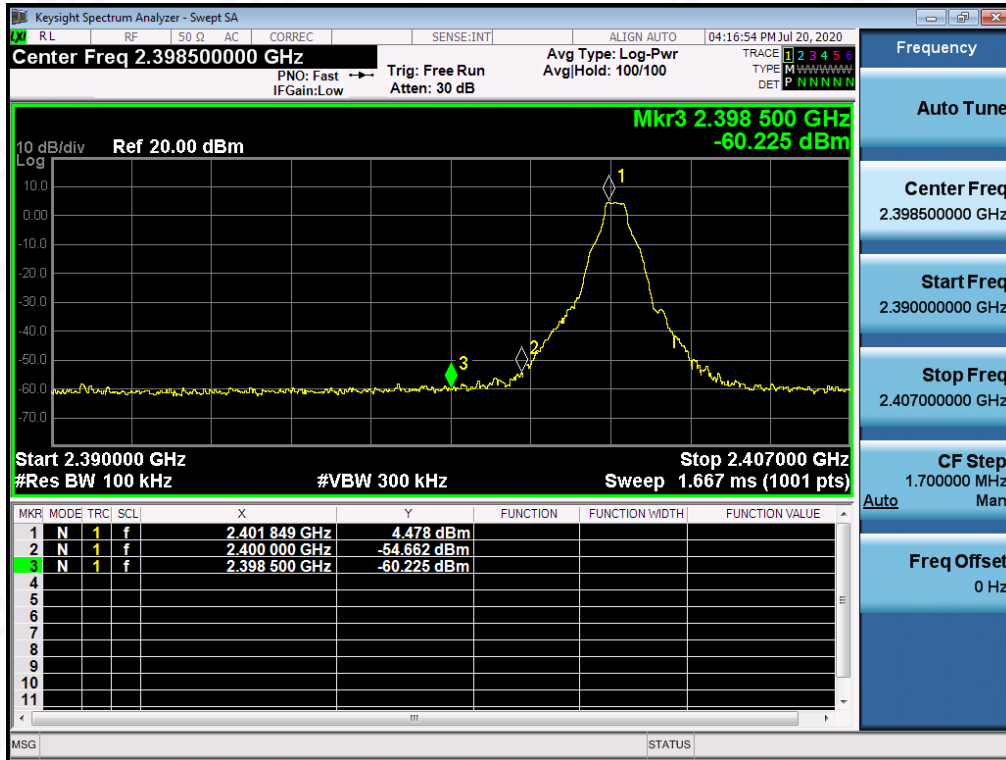 Keysight Spectrum Analyzer - Swept SA
LXI RL RF 50 Ω AC CORREC SENSE:INT ALIGN AUTO 04:16:54 PM Jul 20, 2020
Center Freq 2.398500000 GHz
PNO: Fast
IFGain:Low
Trig: Free Run
Atten: 30 dB
Avg Type: Log-Pwr
Avg|Hold: 100/100
TRACE 1 2 3 4 5 6
TYPE M W W W W W
DET P N N N N N
Mkr3 2.398 500 GHz
-60.225 dBm
10 dB/div Ref 20.00 dBm
Log
10.0
0.00
-10.0
-20.0
-30.0
-40.0
-50.0
-60.0
-70.0
1
2
3
Start 2.390000 GHz Stop 2.407000 GHz
#Res BW 100 kHz #VBW 300 kHz Sweep 1.667 ms (1001 pts)
MKR MODE TRC SCL X Y FUNCTION FUNCTION WIDTH FUNCTION VALUE
1 N 1 f 2.401 849 GHz 4.478 dBm
2 N 1 f 2.400 000 GHz -54.662 dBm
3 N 1 f 2.398 500 GHz -60.225 dBm
4
5
6
7
8
9
10
11
MSG STATUS
Frequency
Auto Tune
Center Freq
2.398500000 GHz
Start Freq
2.390000000 GHz
Stop Freq
2.407000000 GHz
CF Step
1.700000 MHz
Auto Man
Freq Offset
0 Hz